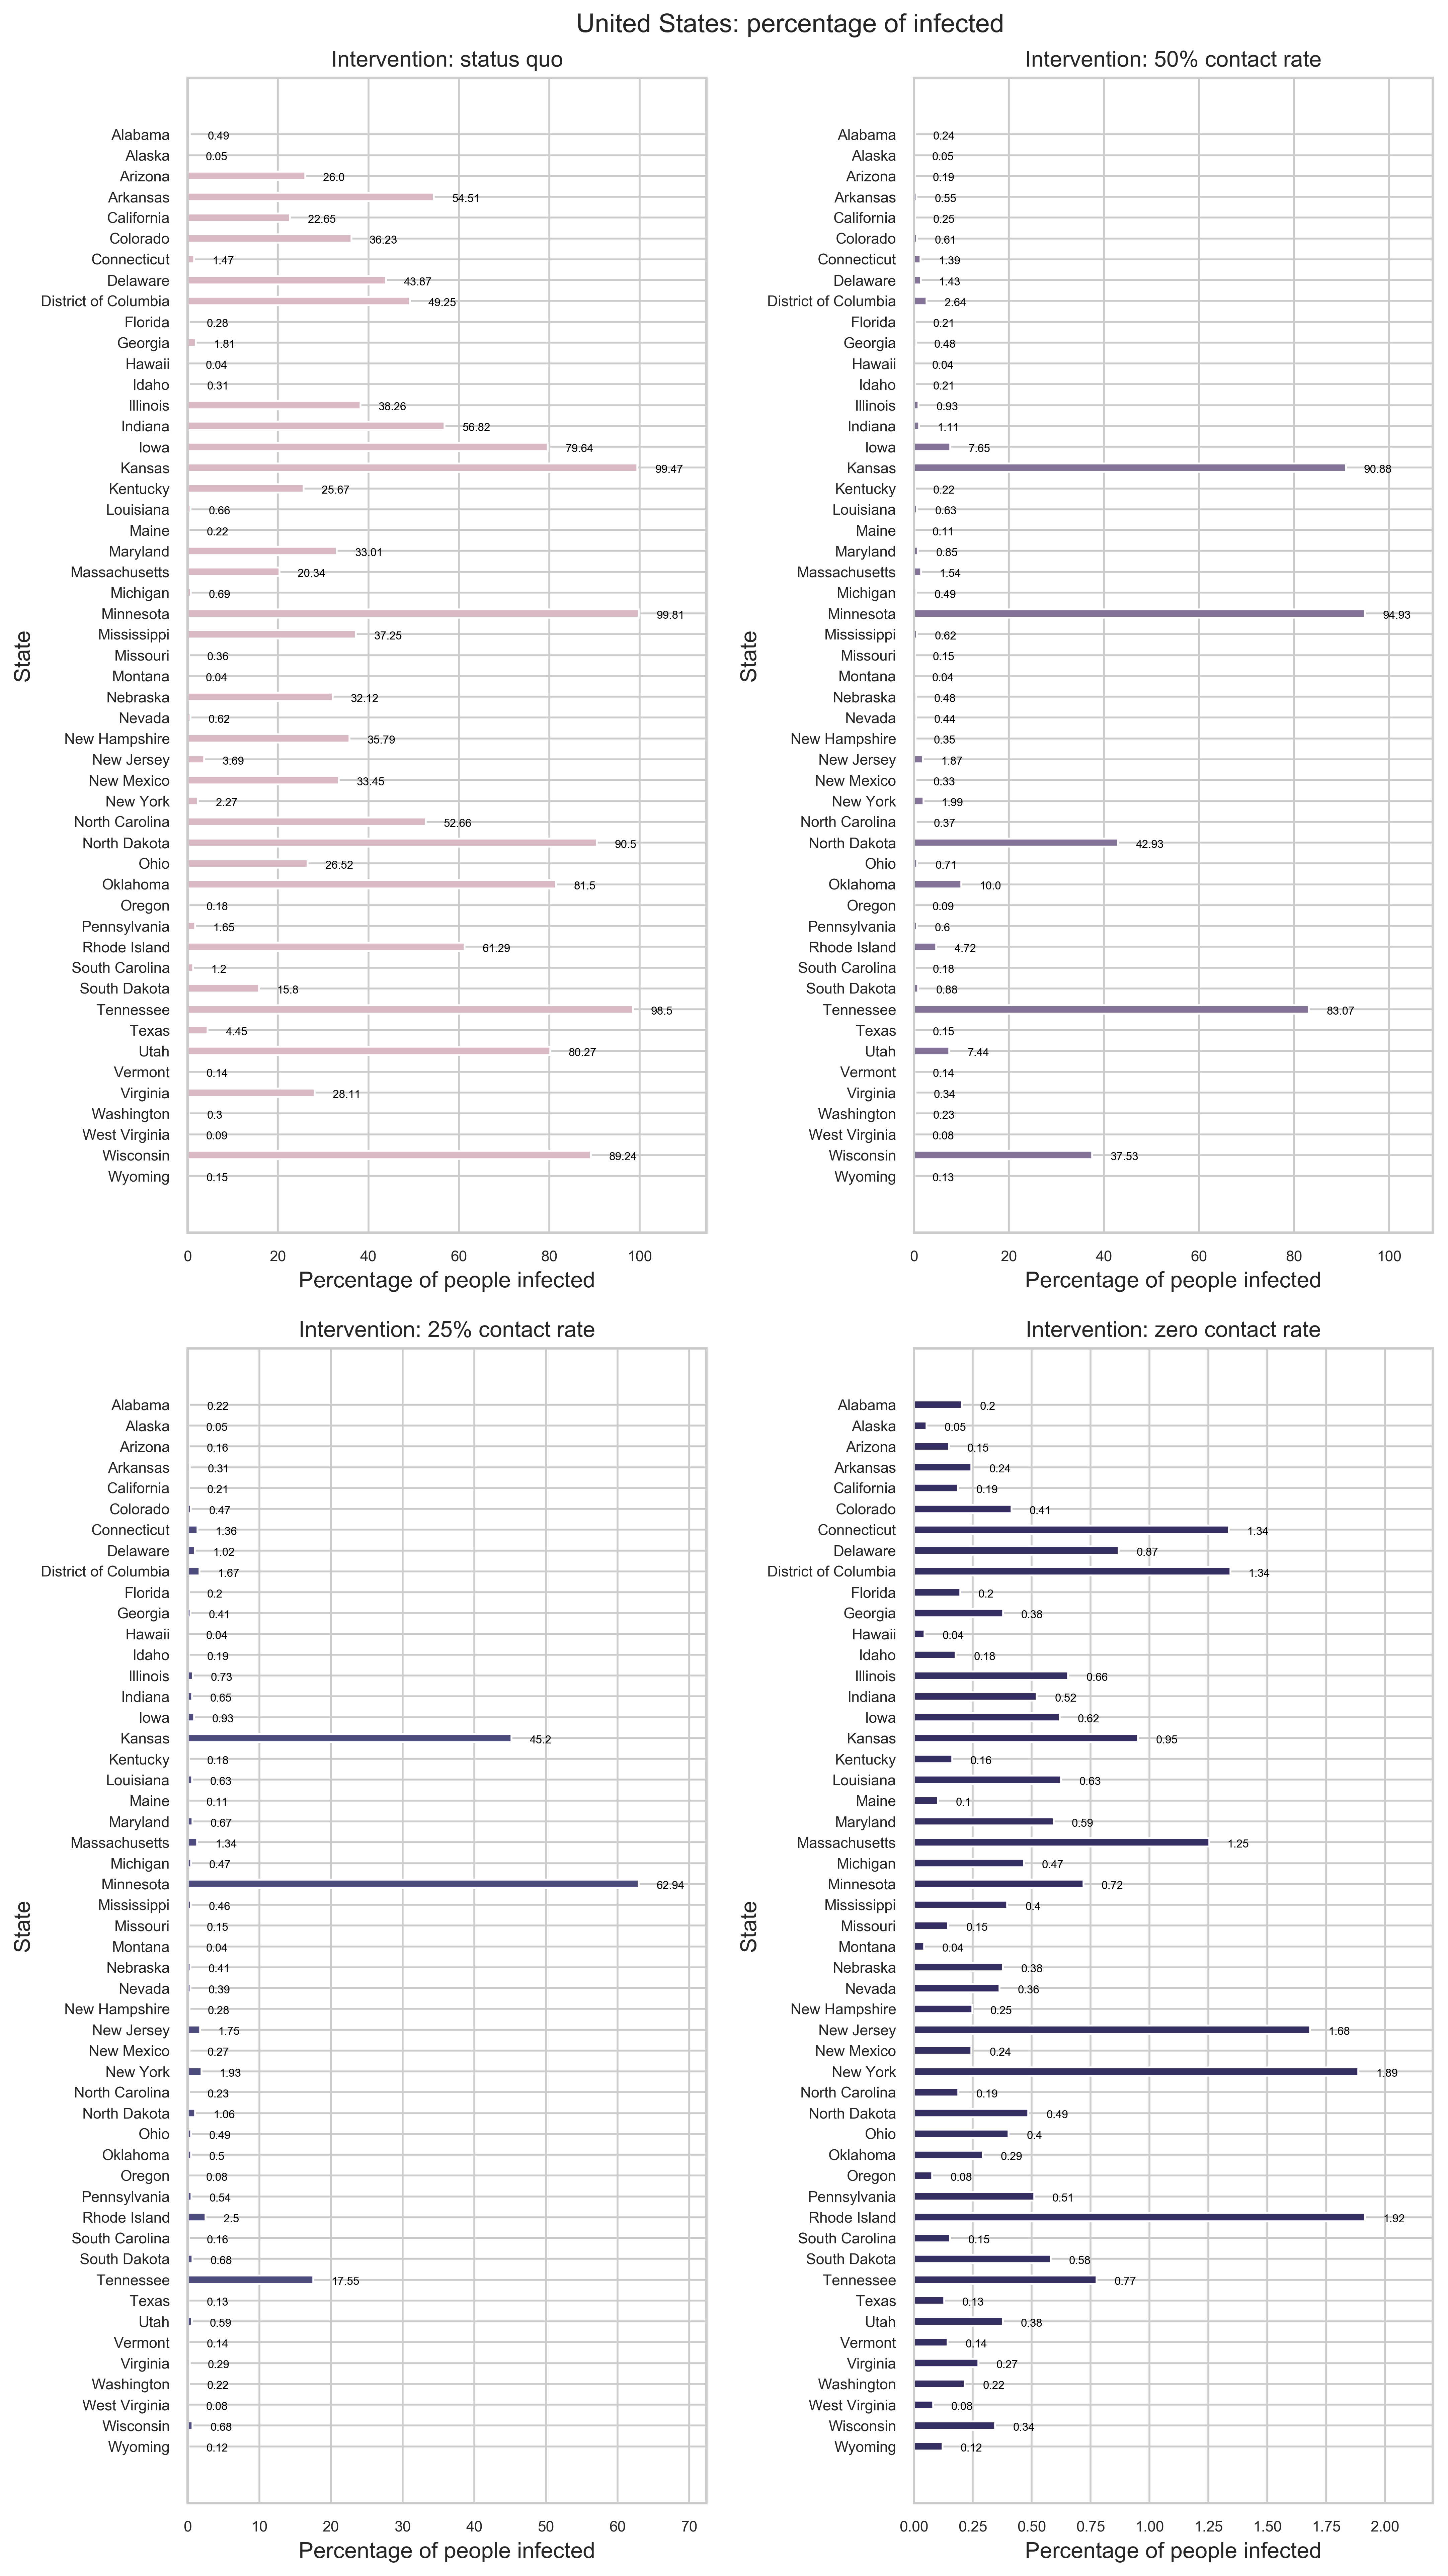 United States: percentage of infected
Intervention: status quo
Alabama 0.49
Alaska 0.05
Arizona 26.0
Arkansas 54.51
California 22.65
Colorado 36.23
Connecticut 1.47
Delaware 43.87
District of Columbia 49.25
Florida 0.28
Georgia 1.81
Hawaii 0.04
Idaho 0.31
Illinois 38.26
Indiana 56.82
Iowa 79.64
Kansas 99.47
Kentucky 25.67
Louisiana 0.66
Maine 0.22
Maryland 33.01
Massachusetts 20.34
Michigan 0.69
Minnesota 99.81
Mississippi 37.25
Missouri 0.36
Montana 0.04
Nebraska 32.12
Nevada 0.62
New Hampshire 35.79
New Jersey 3.69
New Mexico 33.45
New York 2.27
North Carolina 52.66
North Dakota 90.5
Ohio 26.52
Oklahoma 81.5
Oregon 0.18
Pennsylvania 1.65
Rhode Island 61.29
South Carolina 1.2
South Dakota 15.8
Tennessee 98.5
Texas 4.45
Utah 80.27
Vermont 0.14
Virginia 28.11
Washington 0.3
West Virginia 0.09
Wisconsin 89.24
Wyoming 0.15
State
0 20 40 60 80 100
Percentage of people infected
Intervention: 50% contact rate
Alabama 0.24
Alaska 0.05
Arizona 0.19
Arkansas 0.55
California 0.25
Colorado 0.61
Connecticut 1.39
Delaware 1.43
District of Columbia 2.64
Florida 0.21
Georgia 0.48
Hawaii 0.04
Idaho 0.21
Illinois 0.93
Indiana 1.11
Iowa 7.65
Kansas 90.88
Kentucky 0.22
Louisiana 0.63
Maine 0.11
Maryland 0.85
Massachusetts 1.54
Michigan 0.49
Minnesota 94.93
Mississippi 0.62
Missouri 0.15
Montana 0.04
Nebraska 0.48
Nevada 0.44
New Hampshire 0.35
New Jersey 1.87
New Mexico 0.33
New York 1.99
North Carolina 0.37
North Dakota 42.93
Ohio 0.71
Oklahoma 10.0
Oregon 0.09
Pennsylvania 0.6
Rhode Island 4.72
South Carolina 0.18
South Dakota 0.88
Tennessee 83.07
Texas 0.15
Utah 7.44
Vermont 0.14
Virginia 0.34
Washington 0.23
West Virginia 0.08
Wisconsin 37.53
Wyoming 0.13
State
0 20 40 60 80 100
Percentage of people infected
Intervention: 25% contact rate
Alabama 0.22
Alaska 0.05
Arizona 0.16
Arkansas 0.31
California 0.21
Colorado 0.47
Connecticut 1.36
Delaware 1.02
District of Columbia 1.67
Florida 0.2
Georgia 0.41
Hawaii 0.04
Idaho 0.19
Illinois 0.73
Indiana 0.65
Iowa 0.93
Kansas 45.2
Kentucky 0.18
Louisiana 0.63
Maine 0.11
Maryland 0.67
Massachusetts 1.34
Michigan 0.47
Minnesota 62.94
Mississippi 0.46
Missouri 0.15
Montana 0.04
Nebraska 0.41
Nevada 0.39
New Hampshire 0.28
New Jersey 1.75
New Mexico 0.27
New York 1.93
North Carolina 0.23
North Dakota 1.06
Ohio 0.49
Oklahoma 0.5
Oregon 0.08
Pennsylvania 0.54
Rhode Island 2.5
South Carolina 0.16
South Dakota 0.68
Tennessee 17.55
Texas 0.13
Utah 0.59
Vermont 0.14
Virginia 0.29
Washington 0.22
West Virginia 0.08
Wisconsin 0.68
Wyoming 0.12
State
0 10 20 30 40 50 60 70
Percentage of people infected
Intervention: zero contact rate
Alabama 0.2
Alaska 0.05
Arizona 0.15
Arkansas 0.24
California 0.19
Colorado 0.41
Connecticut 1.34
Delaware 0.87
District of Columbia 1.34
Florida 0.2
Georgia 0.38
Hawaii 0.04
Idaho 0.18
Illinois 0.66
Indiana 0.52
Iowa 0.62
Kansas 0.95
Kentucky 0.16
Louisiana 0.63
Maine 0.1
Maryland 0.59
Massachusetts 1.25
Michigan 0.47
Minnesota 0.72
Mississippi 0.4
Missouri 0.15
Montana 0.04
Nebraska 0.38
Nevada 0.36
New Hampshire 0.25
New Jersey 1.68
New Mexico 0.24
New York 1.89
North Carolina 0.19
North Dakota 0.49
Ohio 0.4
Oklahoma 0.29
Oregon 0.08
Pennsylvania 0.51
Rhode Island 1.92
South Carolina 0.15
South Dakota 0.58
Tennessee 0.77
Texas 0.13
Utah 0.38
Vermont 0.14
Virginia 0.27
Washington 0.22
West Virginia 0.08
Wisconsin 0.34
Wyoming 0.12
State
0.00 0.25 0.50 0.75 1.00 1.25 1.50 1.75 2.00
Percentage of people infected